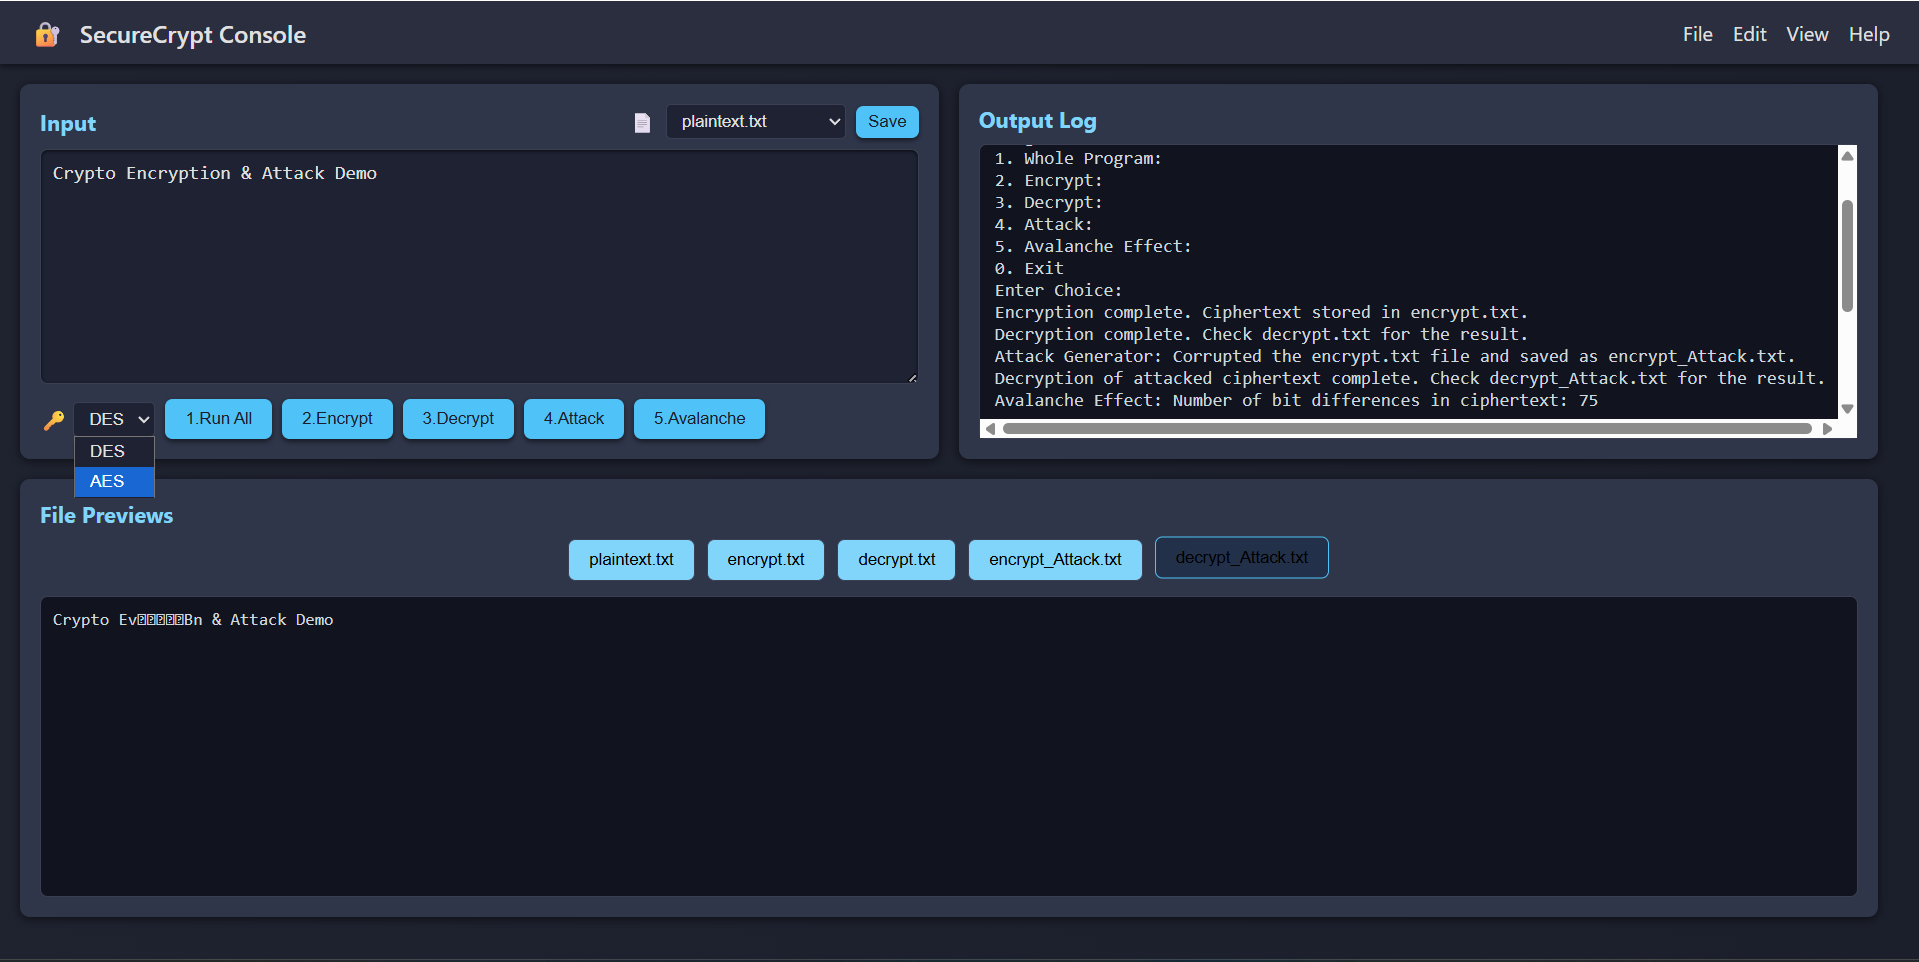 SecureCrypt Console
File Edit View Help
Input
plaintext.txt
Save
Crypto Encryption & Attack Demo
DES
1.Run All
2.Encrypt
3.Decrypt
4.Attack
5.Avalanche
DES
AES
Output Log
1. Whole Program:
2. Encrypt:
3. Decrypt:
4. Attack:
5. Avalanche Effect:
0. Exit
Enter Choice:
Encryption complete. Ciphertext stored in encrypt.txt.
Decryption complete. Check decrypt.txt for the result.
Attack Generator: Corrupted the encrypt.txt file and saved as encrypt_Attack.txt.
Decryption of attacked ciphertext complete. Check decrypt_Attack.txt for the result.
Avalanche Effect: Number of bit differences in ciphertext: 75
File Previews
plaintext.txt
encrypt.txt
decrypt.txt
encrypt_Attack.txt
decrypt_Attack.txt
Crypto Ev�����Bn & Attack Demo